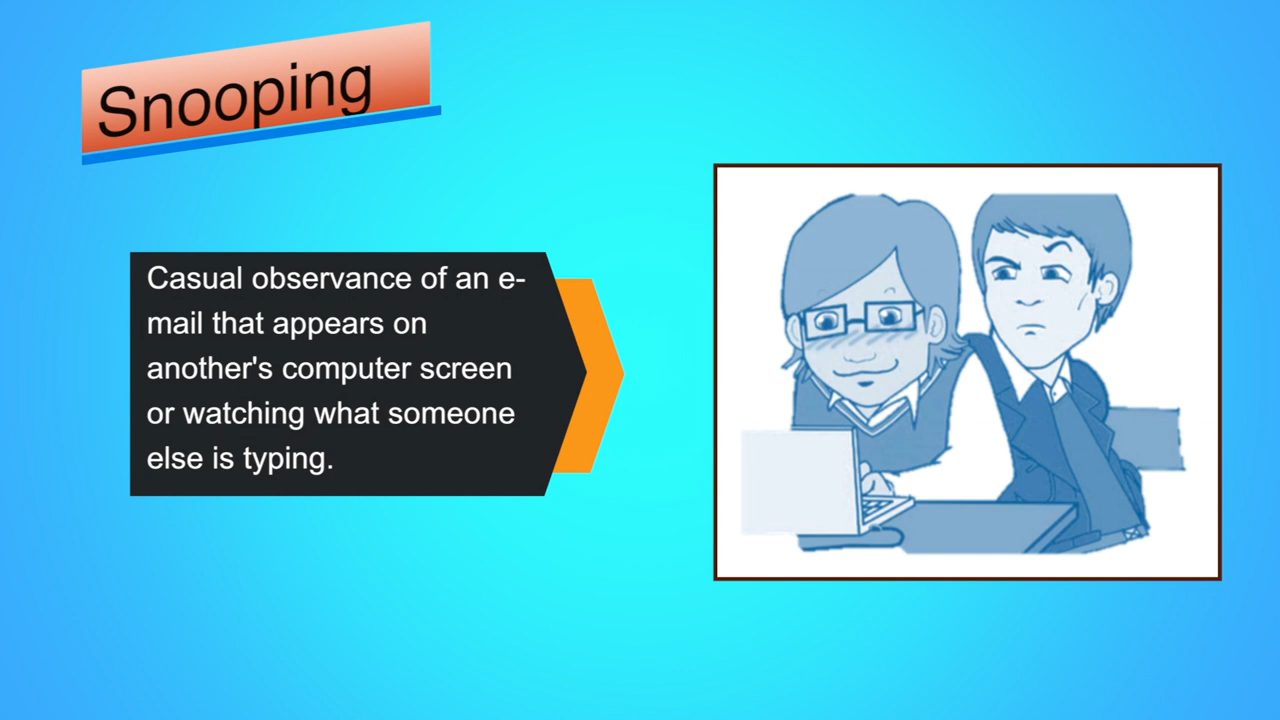 Snooping
Casual observance of an e-
mail that appears on
another's computer screen
or watching what someone
else is typing.